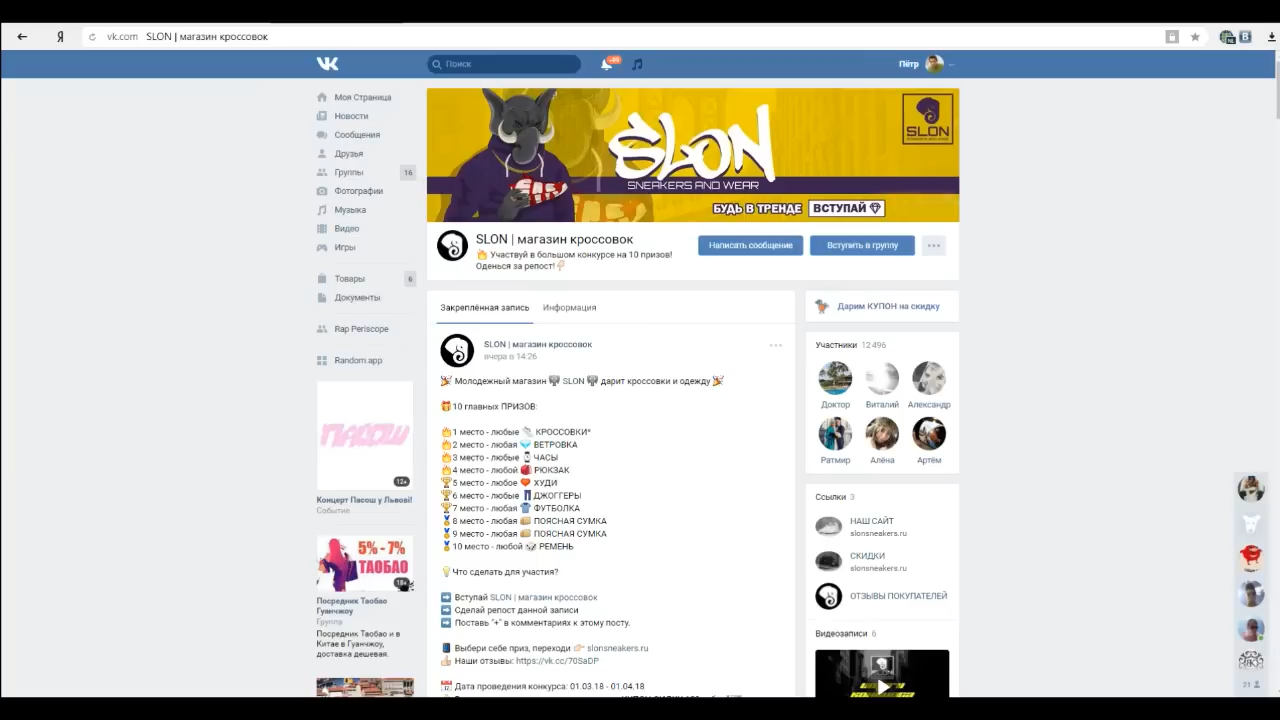 vk.com SLON | магазин кроссовок
Поиск
Пётр
Моя Страница
Новости
Сообщения
Друзья
Группы 16
Фотографии
Музыка
Видео
Игры
Товары 6
Документы
Rap Periscope
Random.app
ПАСОШ
12+
Концерт Пасош у Львові!
Событие
5% - 7%
ТАОБАО
18+
Посредник Таобао
Гуанчжоу
Группа
Посредник Таобао и в
Китае в Гуанчжоу,
доставка дешевая.
SLON
SNEAKERS AND WEAR
БУДЬ В ТРЕНДЕ ВСТУПАЙ
SLON
SLON | магазин кроссовок
Участвуй в большом конкурсе на 10 призов!
Оденься за репост!
Написать сообщение
Вступить в группу
Закреплённая запись Информация
SLON | магазин кроссовок
вчера в 14:26
Молодежный магазин SLON дарит кроссовки и одежду
10 главных ПРИЗОВ:
1 место - любые КРОССОВКИ*
2 место - любая ВЕТРОВКА
3 место - любые ЧАСЫ
4 место - любой РЮКЗАК
5 место - любое ХУДИ
6 место - любые ДЖОГГЕРЫ
7 место - любая ФУТБОЛКА
8 место - любая ПОЯСНАЯ СУМКА
9 место - любая ПОЯСНАЯ СУМКА
10 место - любой РЕМЕНЬ
Что сделать для участия?
Вступай SLON | магазин кроссовок
Сделай репост данной записи
Поставь "+" в комментариях к этому посту.
Выбери себе приз, переходи slonsneakers.ru
Наши отзывы: https://vk.cc/70SaDP
Дата проведения конкурса: 01.03.18 - 01.04.18
Дарим КУПОН на скидку
Участники 12 496
Доктор Виталий Александр
Ратмир Алёна Артём
Ссылки 3
НАШ САЙТ
slonsneakers.ru
СКИДКИ
slonsneakers.ru
ОТЗЫВЫ ПОКУПАТЕЛЕЙ
Видеозаписи 6
21